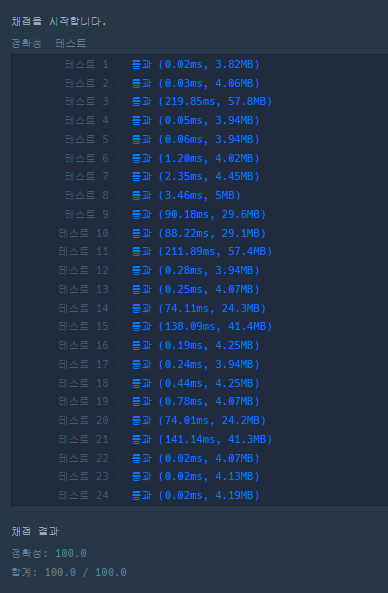 채점을 시작합니다.
정확성 테스트
테스트 1 〉 통과 (0.02ms, 3.82MB)
테스트 2 〉 통과 (0.03ms, 4.06MB)
테스트 3 〉 통과 (219.85ms, 57.8MB)
테스트 4 〉 통과 (0.05ms, 3.94MB)
테스트 5 〉 통과 (0.06ms, 3.94MB)
테스트 6 〉 통과 (1.20ms, 4.02MB)
테스트 7 〉 통과 (2.35ms, 4.45MB)
테스트 8 〉 통과 (3.46ms, 5MB)
테스트 9 〉 통과 (90.18ms, 29.6MB)
테스트 10 〉 통과 (88.22ms, 29.1MB)
테스트 11 〉 통과 (211.89ms, 57.4MB)
테스트 12 〉 통과 (0.28ms, 3.94MB)
테스트 13 〉 통과 (0.25ms, 4.07MB)
테스트 14 〉 통과 (74.11ms, 24.3MB)
테스트 15 〉 통과 (138.09ms, 41.4MB)
테스트 16 〉 통과 (0.19ms, 4.25MB)
테스트 17 〉 통과 (0.24ms, 3.94MB)
테스트 18 〉 통과 (0.44ms, 4.25MB)
테스트 19 〉 통과 (0.78ms, 4.07MB)
테스트 20 〉 통과 (74.01ms, 24.2MB)
테스트 21 〉 통과 (141.14ms, 41.3MB)
테스트 22 〉 통과 (0.02ms, 4.07MB)
테스트 23 〉 통과 (0.02ms, 4.13MB)
테스트 24 〉 통과 (0.02ms, 4.19MB)
채점 결과
정확성: 100.0
합계: 100.0 / 100.0